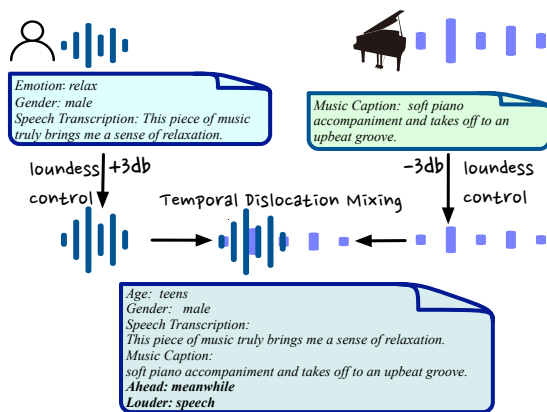 Emotion: relax
Gender: male
Speech Transcription: This piece of music
truly brings me a sense of relaxation.
Music Caption: soft piano
accompaniment and takes off to an
upbeat groove.
loundess
control
+3db
-3db
loundess
control
Temporal Dislocation Mixing
Age: teens
Gender: male
Speech Transcription:
This piece of music truly brings me a sense of relaxation.
Music Caption:
soft piano accompaniment and takes off to an upbeat groove.
Ahead: meanwhile
Louder: speech